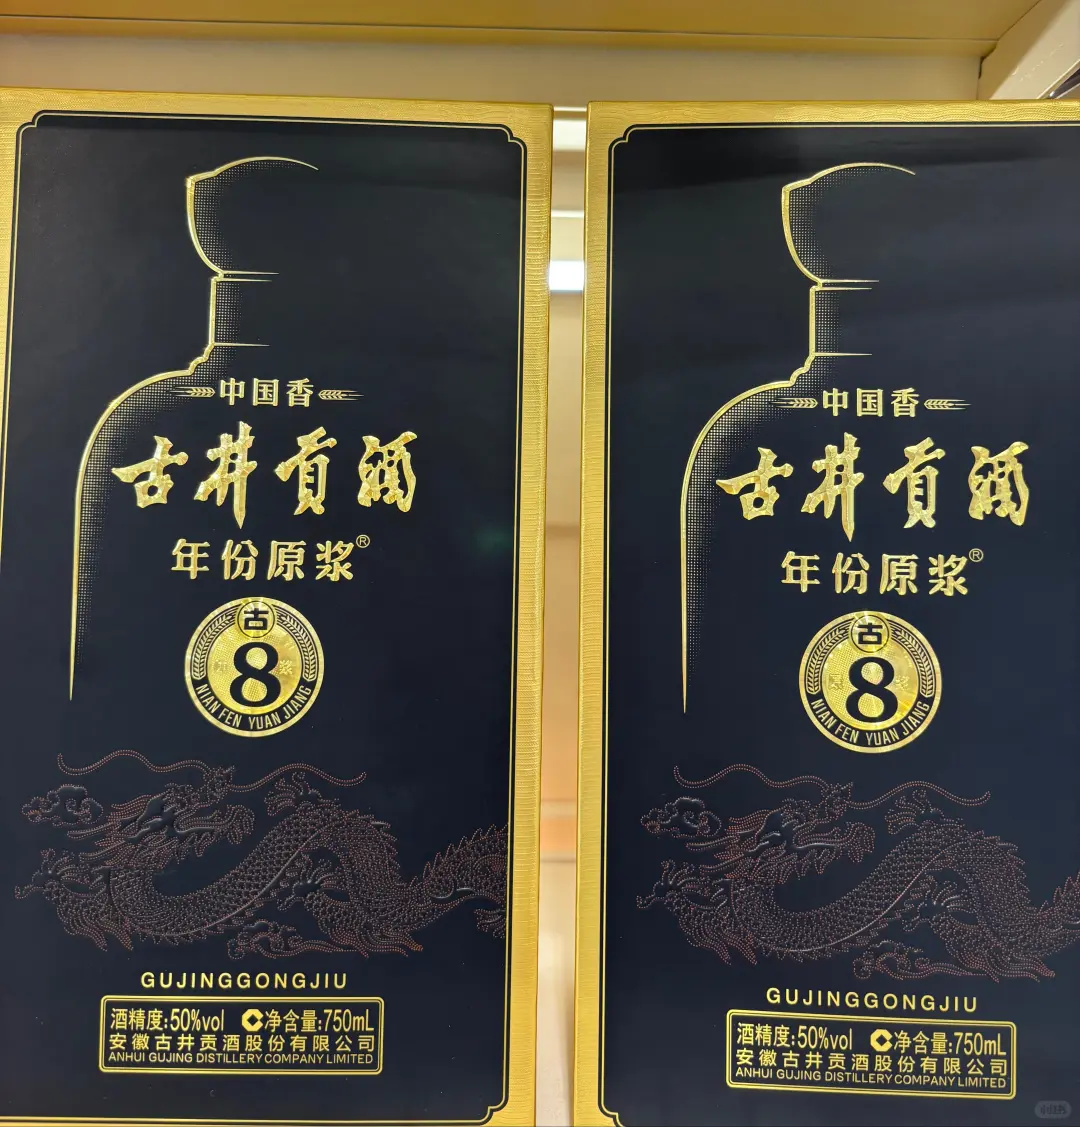 中国香
古井贡酒
年份原浆®
古
8
NIAN FEN YUAN JIANG
GUJINGGONGJIU
酒精度:50%vol 净含量:750mL
安徽古井贡酒股份有限公司
ANHUI GUJING DISTILLERY COMPANY LIMITED
中国香
古井贡酒
年份原浆®
古
8
NIAN FEN YUAN JIANG
GUJINGGONGJIU
酒精度:50%vol 净含量:750mL
安徽古井贡酒股份有限公司
ANHUI GUJING DISTILLERY COMPANY LIMITED
小红书